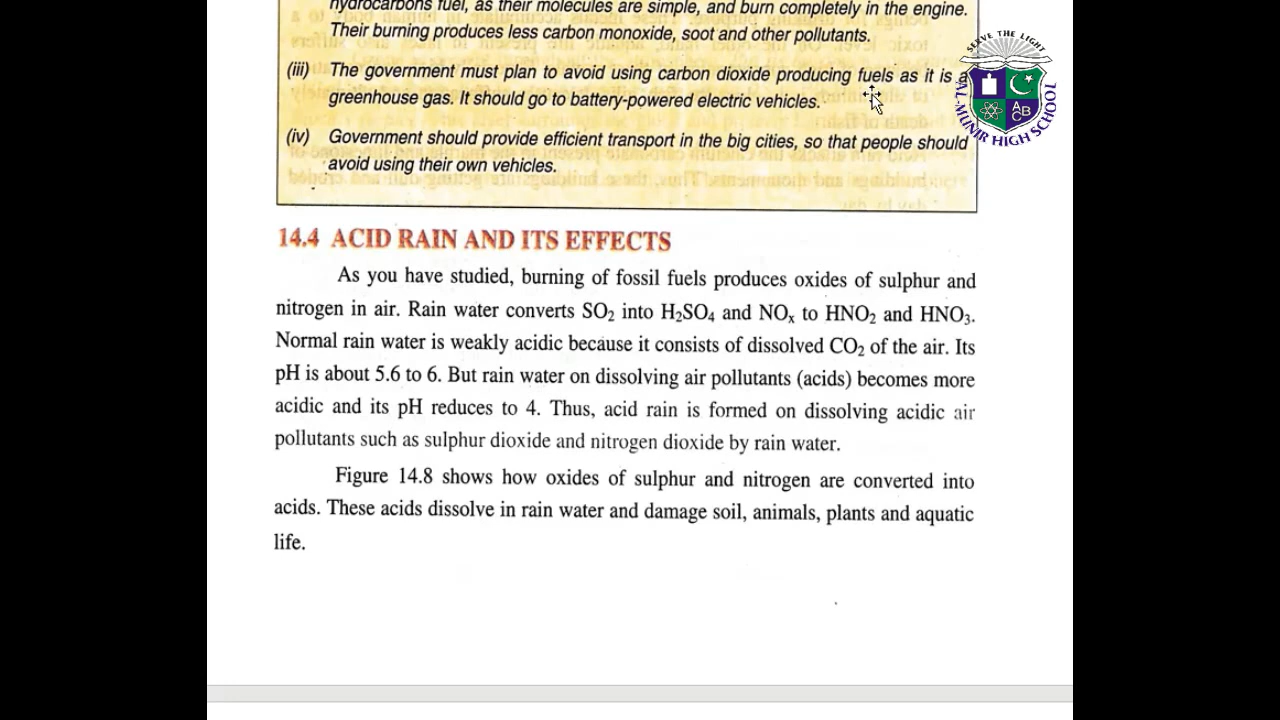 hydrocarbons fuel, as their molecules are simple, and burn completely in the engine.
Their burning produces less carbon monoxide, soot and other pollutants.
(iii) The government must plan to avoid using carbon dioxide producing fuels as it is a
greenhouse gas. It should go to battery-powered electric vehicles.
(iv) Government should provide efficient transport in the big cities, so that people should
avoid using their own vehicles.
SERVE THE LIGHT
AL-MUNIR HIGH SCHOOL
ABC
14.4 ACID RAIN AND ITS EFFECTS
As you have studied, burning of fossil fuels produces oxides of sulphur and
nitrogen in air. Rain water converts SO₂ into H₂SO₄ and NOₓ to HNO₂ and HNO₃.
Normal rain water is weakly acidic because it consists of dissolved CO₂ of the air. Its
pH is about 5.6 to 6. But rain water on dissolving air pollutants (acids) becomes more
acidic and its pH reduces to 4. Thus, acid rain is formed on dissolving acidic air
pollutants such as sulphur dioxide and nitrogen dioxide by rain water.
Figure 14.8 shows how oxides of sulphur and nitrogen are converted into
acids. These acids dissolve in rain water and damage soil, animals, plants and aquatic
life.